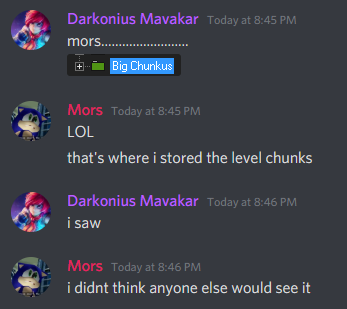 Darkonius Mavakar Today at 8:45 PM
mors.........................
Big Chunkus
Mors Today at 8:45 PM
LOL
that's where i stored the level chunks
Darkonius Mavakar Today at 8:46 PM
i saw
Mors Today at 8:46 PM
i didnt think anyone else would see it